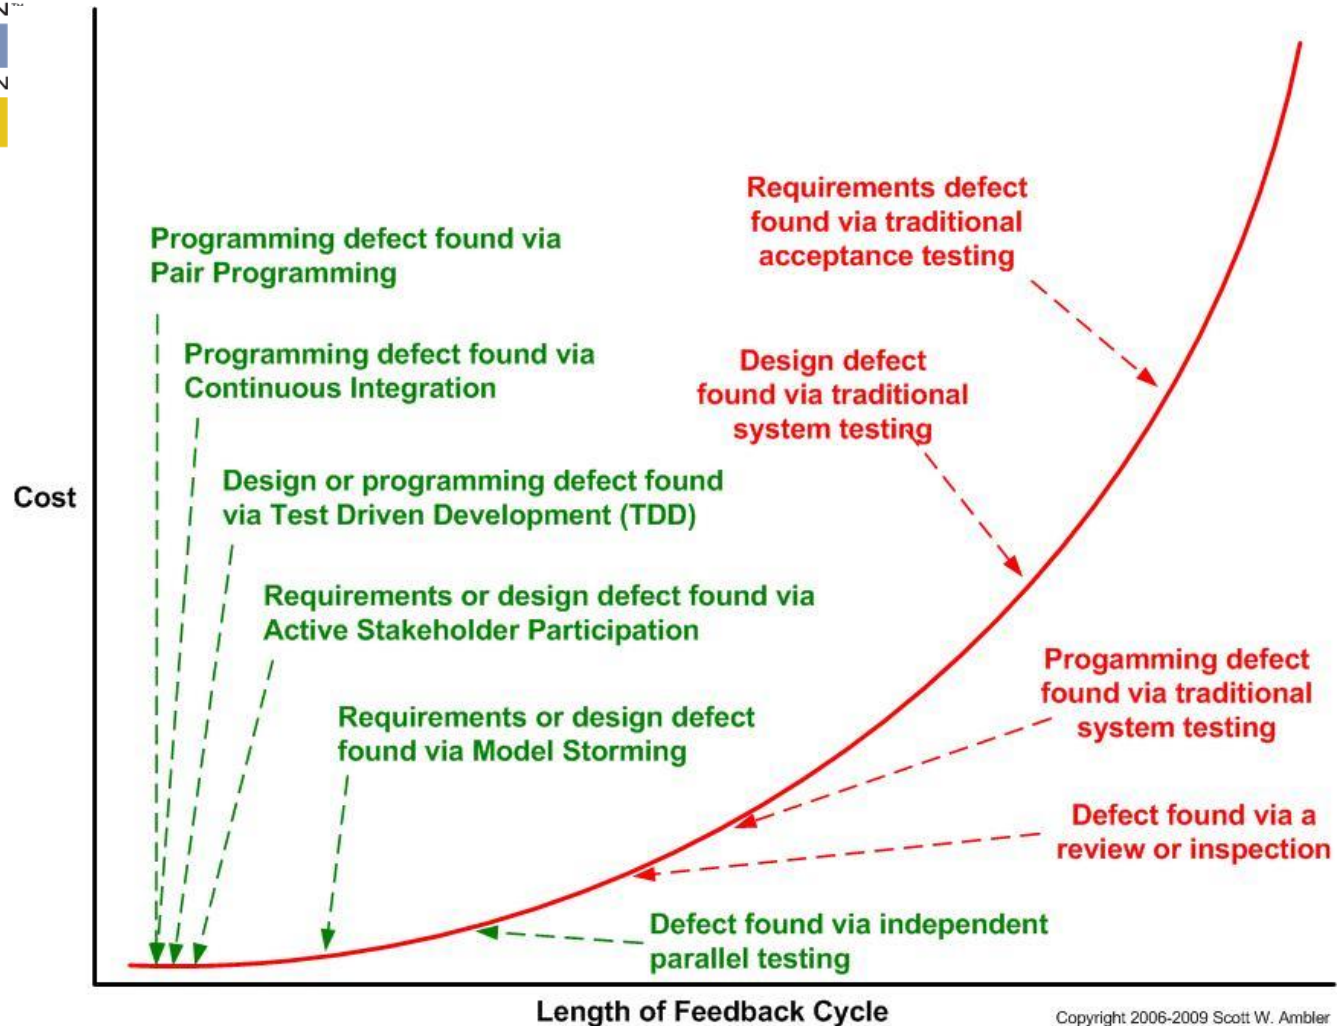 N™
N
Requirements defect
found via traditional
acceptance testing
Programming defect found via
Pair Programming
Programming defect found via
Continuous Integration
Design defect
found via traditional
system testing
Cost
Design or programming defect found
via Test Driven Development (TDD)
Requirements or design defect found via
Active Stakeholder Participation
Progamming defect
found via traditional
system testing
Requirements or design defect
found via Model Storming
Defect found via a
review or inspection
Defect found via independent
parallel testing
Length of Feedback Cycle
Copyright 2006-2009 Scott W. Ambler